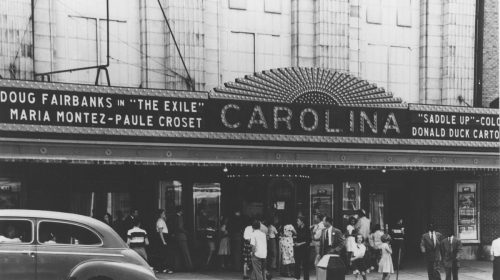 DOUG FAIRBANKS IN "THE EXILE"
MARIA MONTEZ-PAULE CROSET
CAROLINA
"SADDLE UP"-COLO
DONALD DUCK CARTO